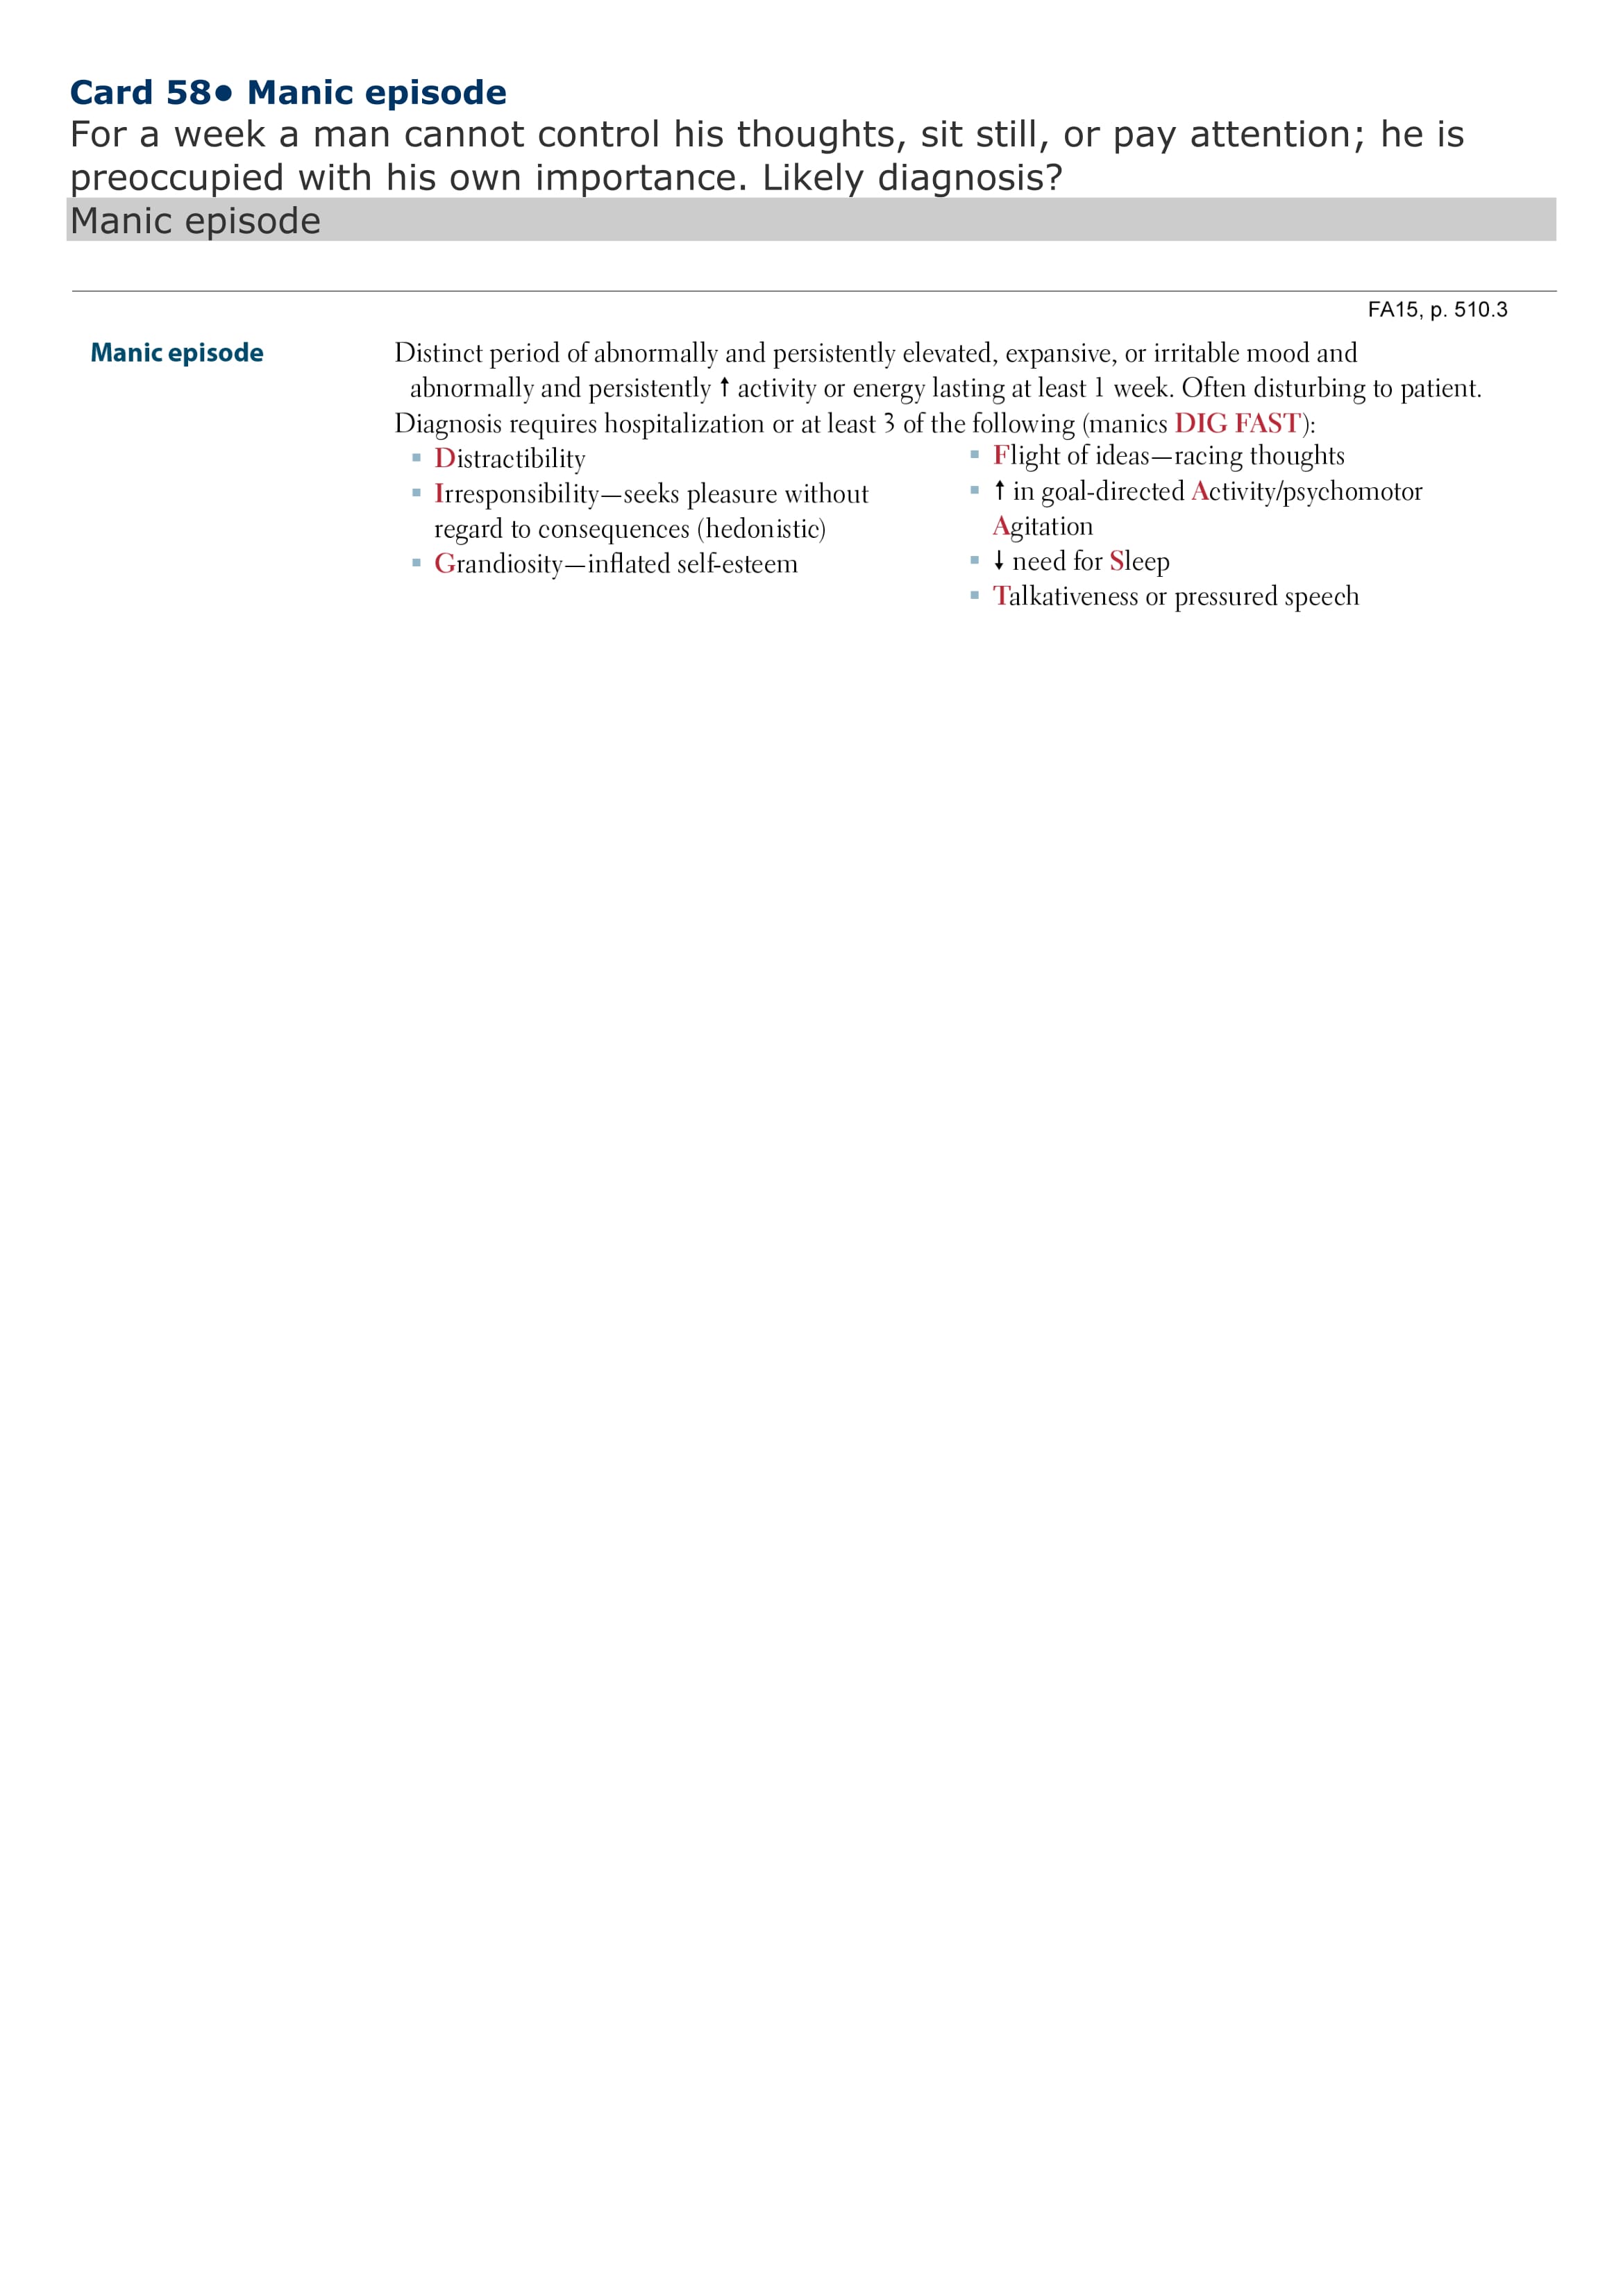 Card 58• Manic episode
For a week a man cannot control his thoughts, sit still, or pay attention; he is
preoccupied with his own importance. Likely diagnosis?
Manic episode
FA15, p. 510.3
Manic episode
Distinct period of abnormally and persistently elevated, expansive, or irritable mood and
abnormally and persistently ↑ activity or energy lasting at least 1 week. Often disturbing to patient.
Diagnosis requires hospitalization or at least 3 of the following (manics DIG FAST):
▪ Distractibility
▪ Irresponsibility—seeks pleasure without
regard to consequences (hedonistic)
▪ Grandiosity—inflated self-esteem
▪ Flight of ideas—racing thoughts
▪ ↑ in goal-directed Activity/psychomotor
Agitation
▪ ↓ need for Sleep
▪ Talkativeness or pressured speech